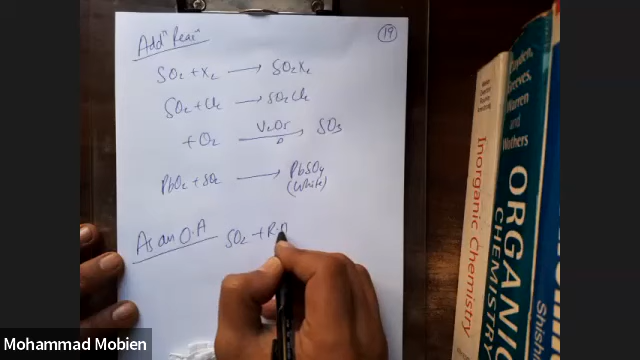 Addⁿ Reacⁿ
19
SO₂ + X₂ ⟶ SO₂X₂
SO₂ + Cl₂ ⟶ SO₂Cl₂
+ O₂ V₂O₅ Δ ⟶ SO₃
PbO₂ + SO₂ ⟶ PbSO₄
(White)
As an O.A
SO₂ + R.
Inorganic Chemistry
Clayden,
Greeves,
Warren
and
Wothers
ORGANIC
CHEMISTRY
Shish
Mohammad Mobien